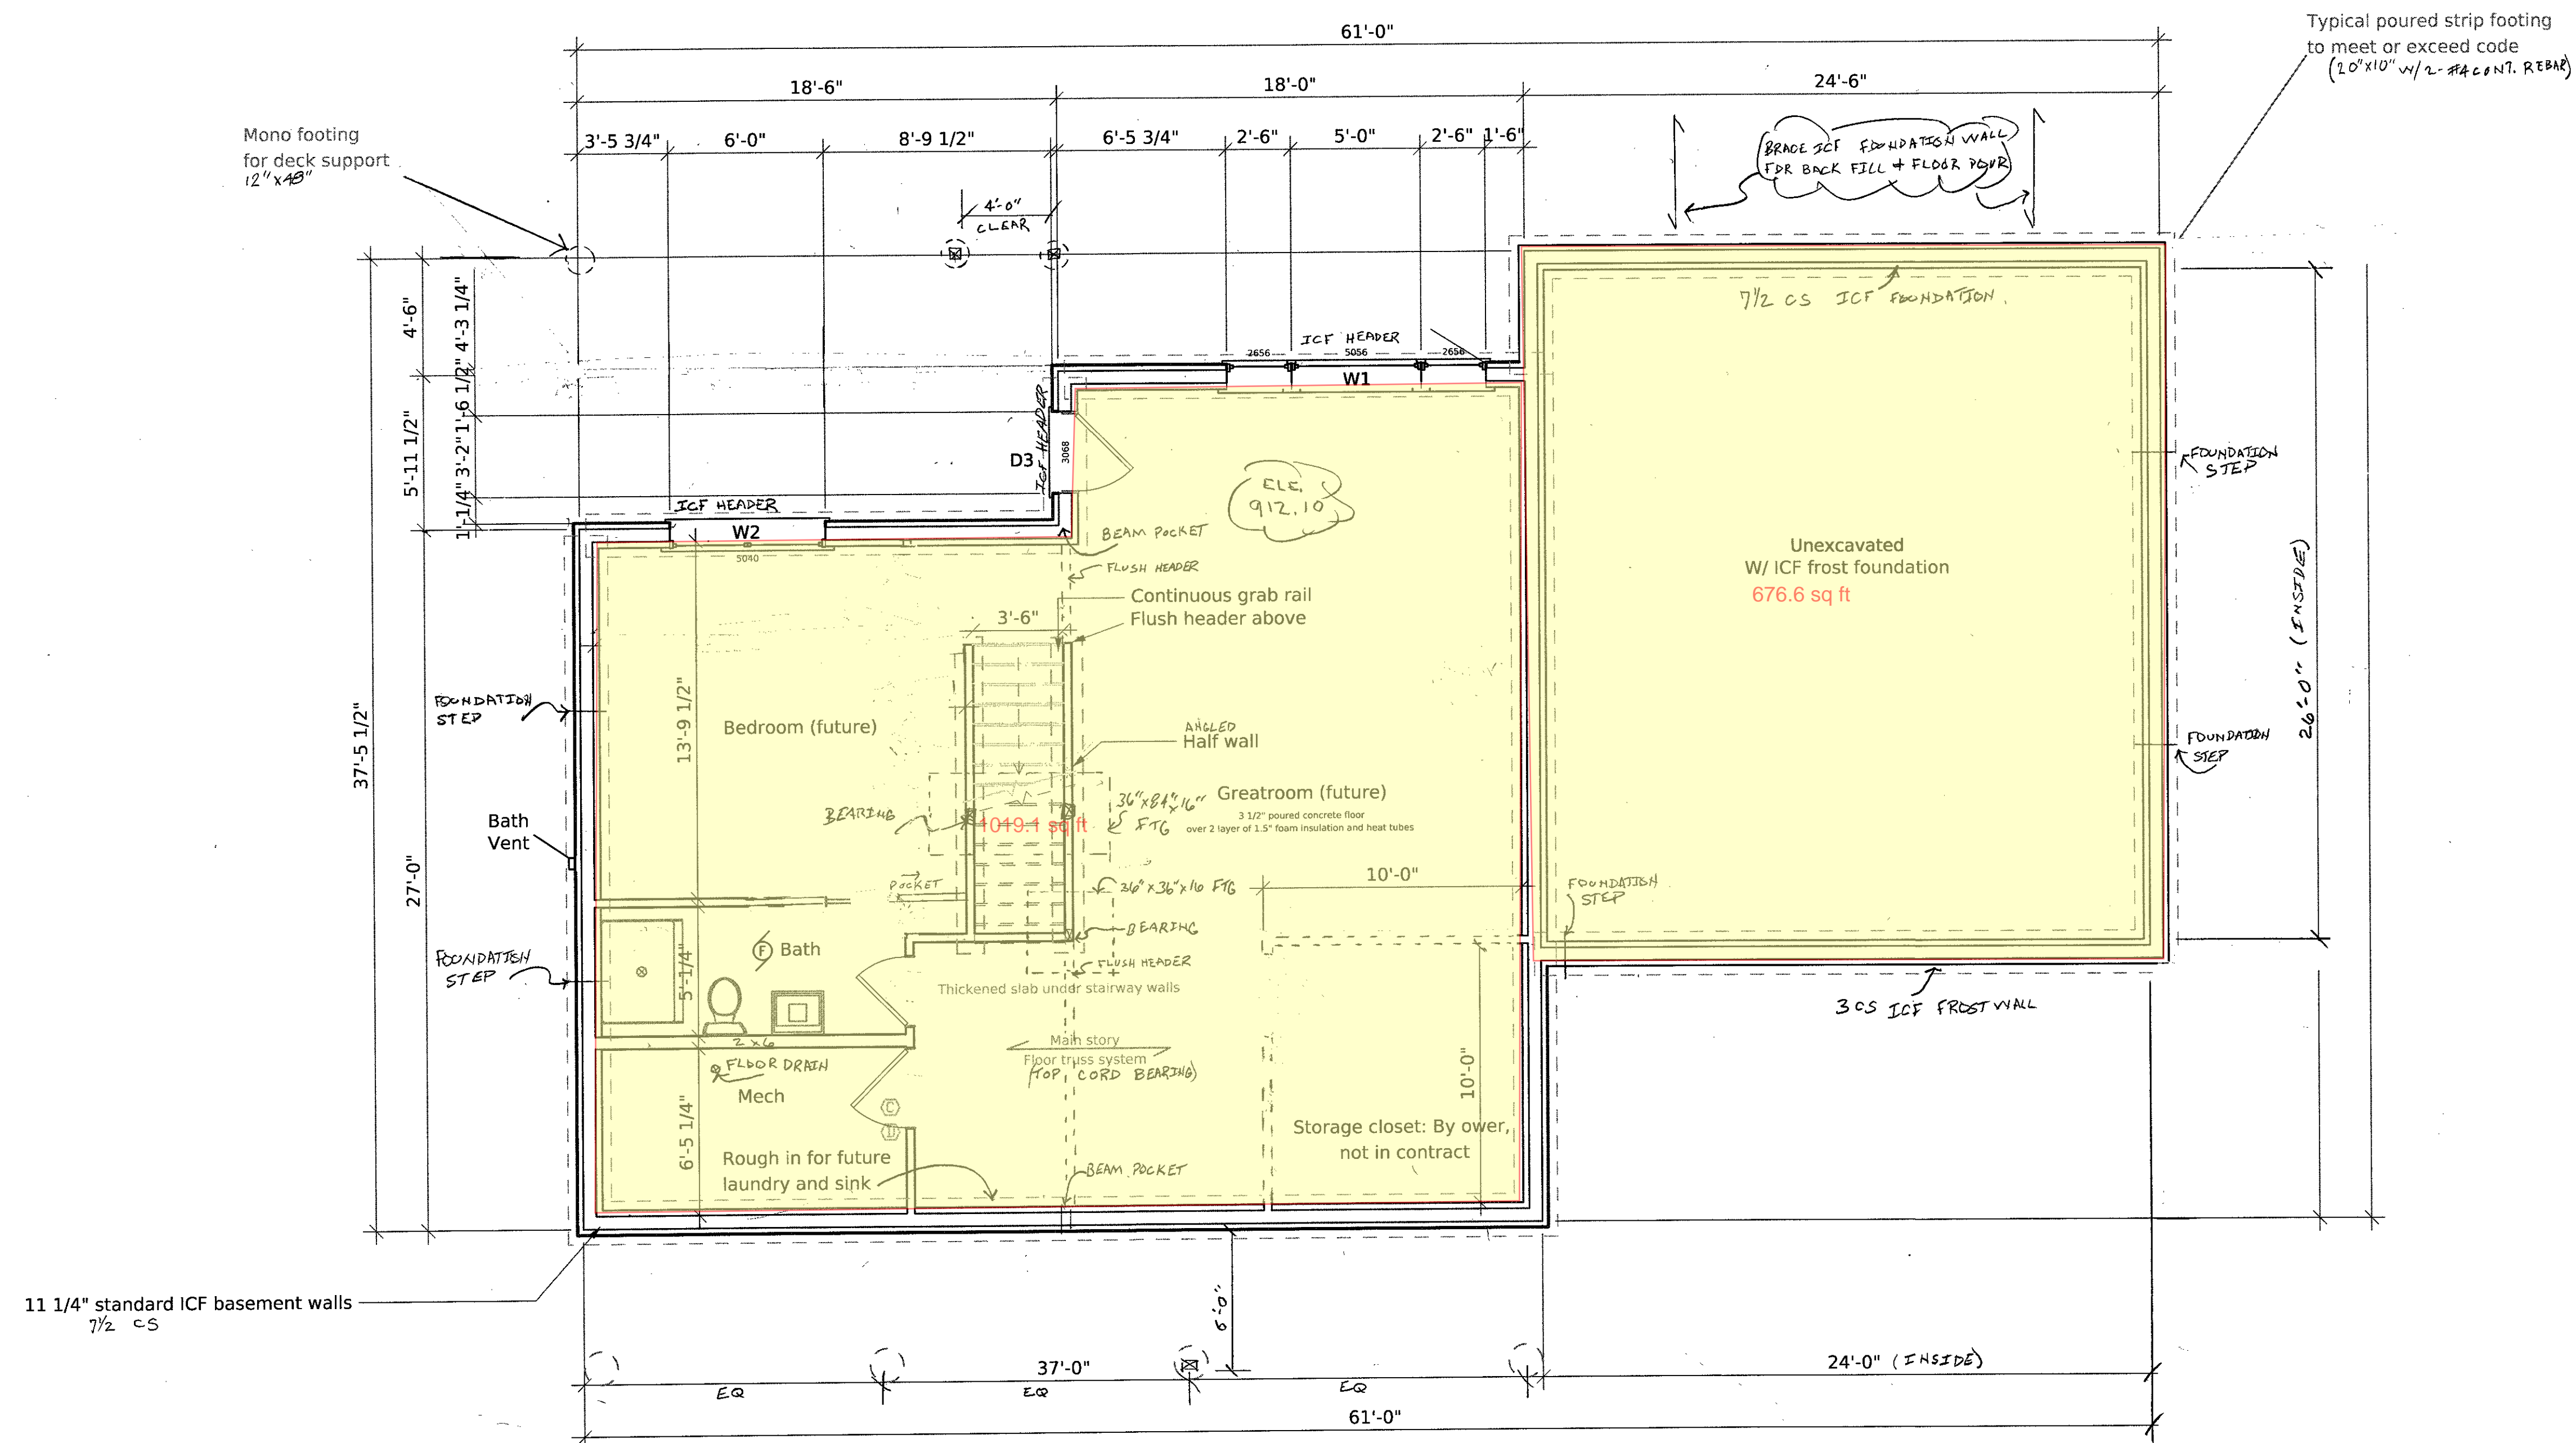 61'-0"
Typical poured strip footing
to meet or exceed code
(20"x10" W/ 2-#4 CONT. REBAR)
18'-6"
18'-0"
24'-6"
Mono footing
for deck support
12"x48"
3'-5 3/4"
6'-0"
8'-9 1/2"
6'-5 3/4"
2'-6"
5'-0"
2'-6"
1'-6"
BRACE ICF FOUNDATION WALL
FOR BACK FILL + FLOOR POUR
4'-0"
CLEAR
4'-6"
4'-3 1/4"
5'-11 1/2"
1'-6 1/2"
3'-2"
1'-1/4"
37'-5 1/2"
27'-0"
7 1/2 CS ICF FOUNDATION.
ICF HEADER
2656
5056
2656
W1
ICF HEADER
D3
3068
ICF HEADER
W2
5040
ELE.
912.10
BEAM POCKET
FLUSH HEADER
Continuous grab rail
Flush header above
3'-6"
FOUNDATION
STEP
Unexcavated
W/ ICF frost foundation
676.6 sq ft
26'-0" (INSIDE)
FOUNDATION
STEP
13'-9 1/2"
Bedroom (future)
ANGLED
Half wall
FOUNDATION
STEP
BEARING
1019.1 sq ft
36"x84"x16"
FTG
Greatroom (future)
3 1/2" poured concrete floor
over 2 layer of 1.5" foam insulation and heat tubes
Bath
Vent
POCKET
36"x36"x16 FTG
10'-0"
FOUNDATION
STEP
BEARING
F
Bath
5'-1/4"
FOUNDATION
STEP
FLUSH HEADER
Thickened slab under stairway walls
3 CS ICF FROST WALL
2x6
FLOOR DRAIN
Mech
Main story
Floor truss system
(TOP CORD BEARING)
C
D
6'-5 1/4"
10'-0"
Storage closet: By ower,
not in contract
Rough in for future
laundry and sink
BEAM POCKET
11 1/4" standard ICF basement walls
7 1/2 CS
6'-0"
37'-0"
24'-0" (INSIDE)
EQ
EQ
EQ
61'-0"